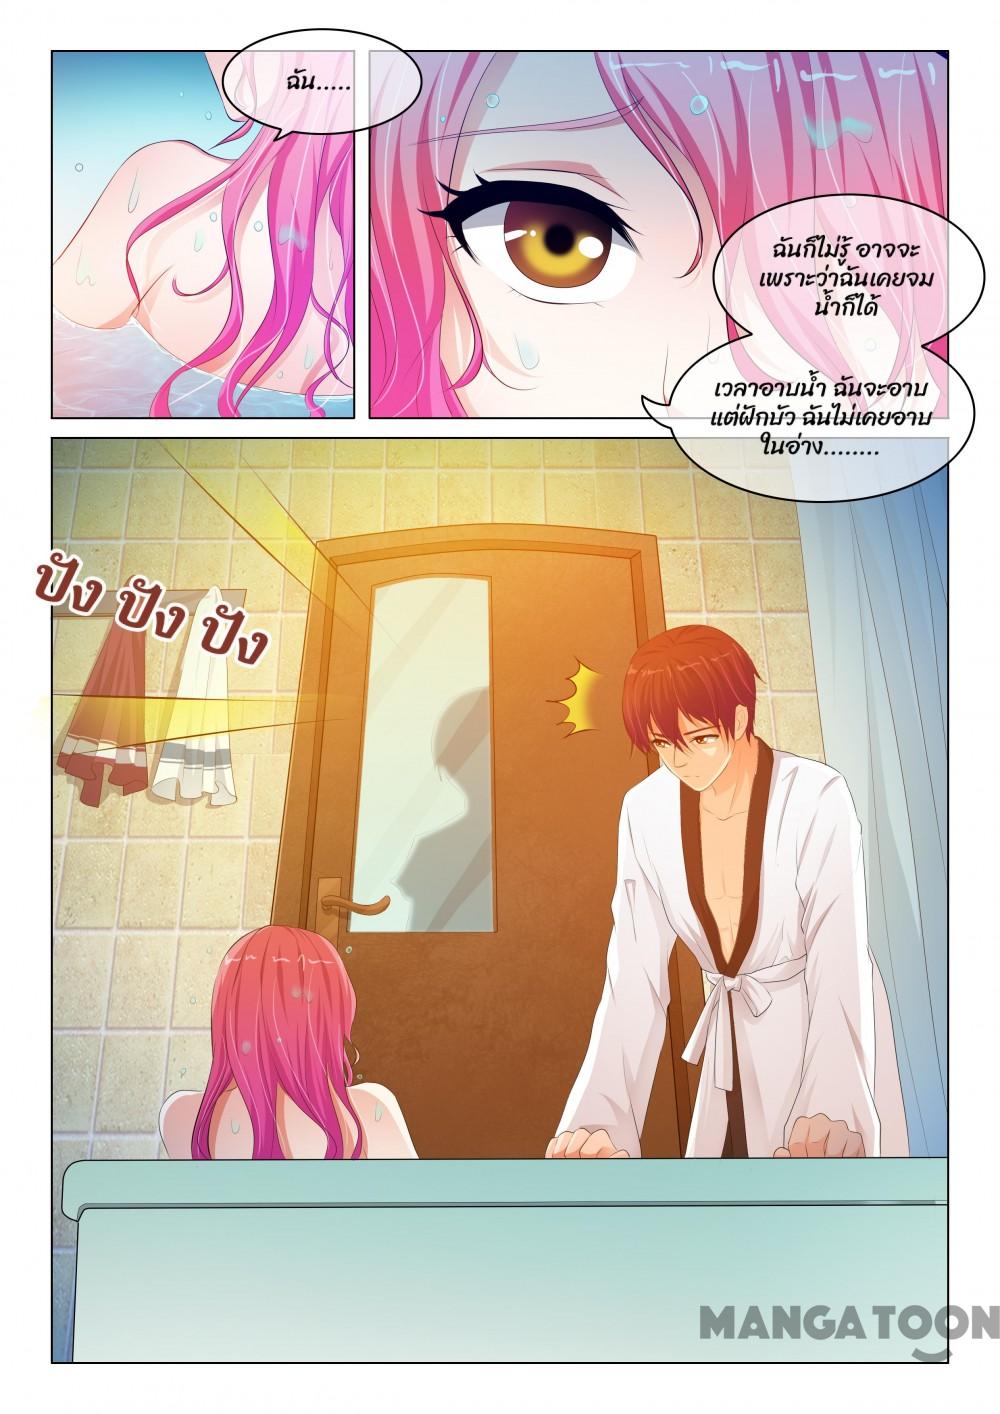 ฉัน.....
ฉันก็ไม่รู้ อาจจะ
เพราะว่าฉันเคยจม
น้ำก็ได้
เวลาอาบน้ำ ฉันจะอาบ
แต่ฝักบัว ฉันไม่เคยอาบ
ในอ่าง........
ปัง ปัง ปัง
MANGATOON